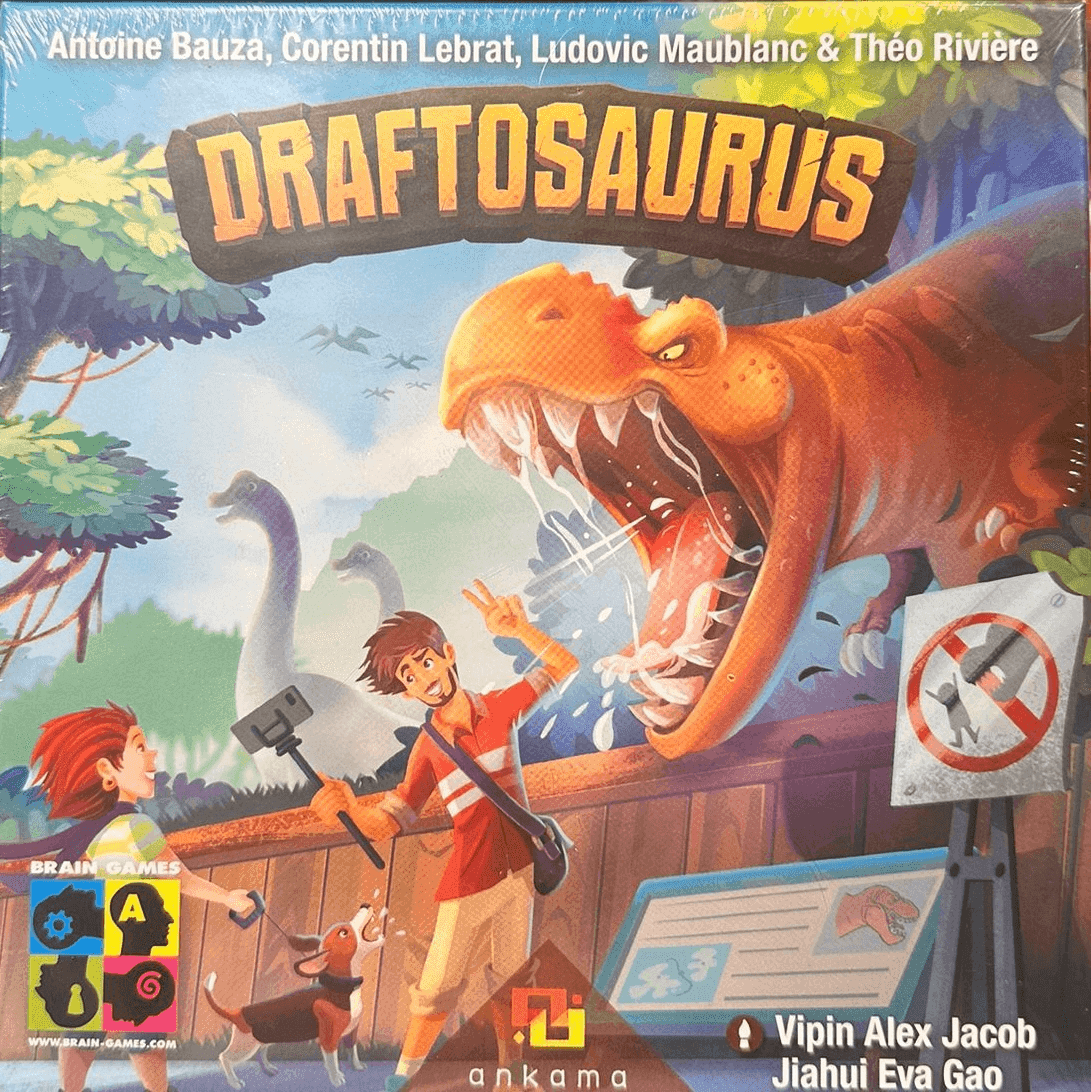 Antoine Bauza, Corentin Lebrat, Ludovic Maublanc & Théo Rivière
DRAFTOSAURUS
BRAIN GAMES
A
WWW.BRAIN-GAMES.COM
ankama
Vipin Alex Jacob
Jiahui Eva Gao